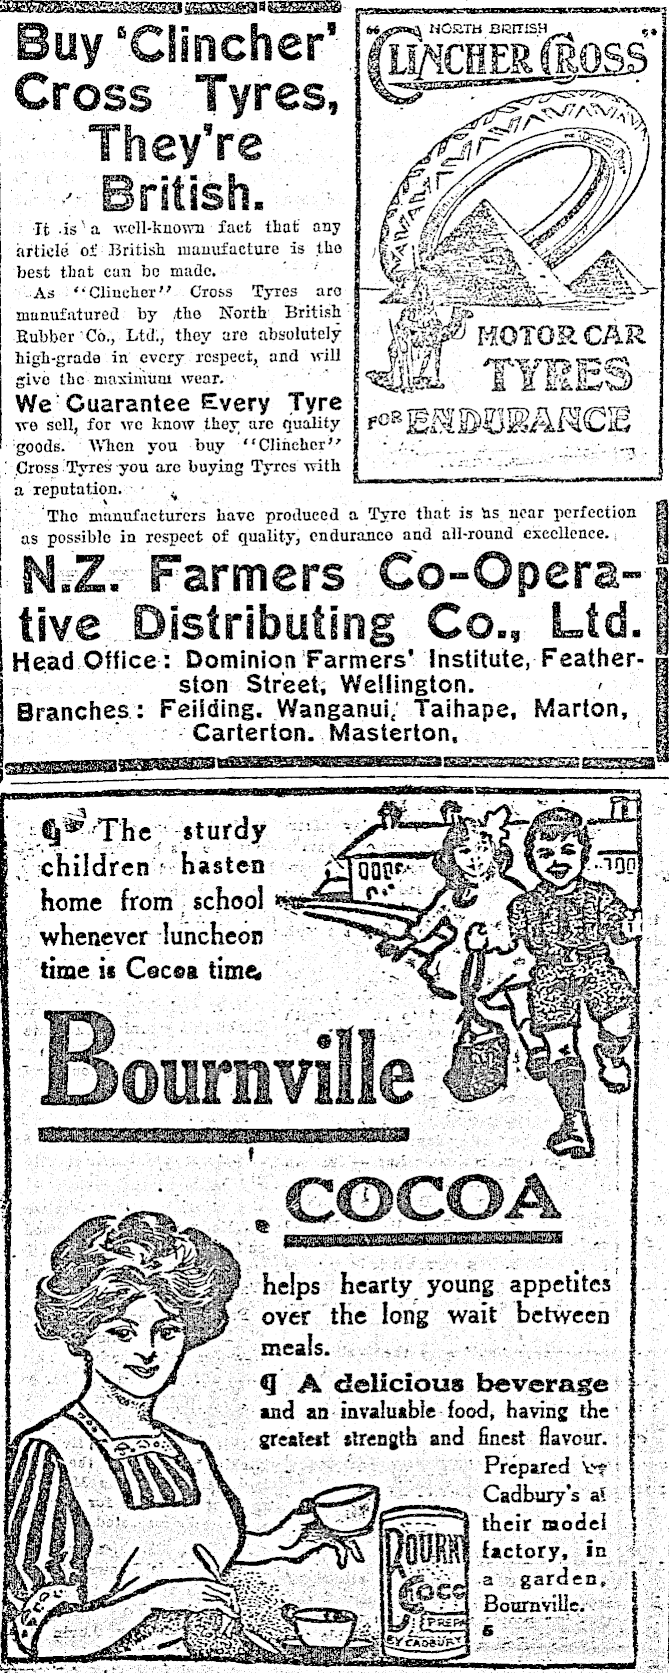 Buy 'Clincher'
Cross Tyres,
They're
British.
It is a well-known fact that any
article of British manufacture is the
best that can be made.
As "Clincher" Cross Tyres are
manufatured by the North British
Rubber Co., Ltd., they are absolutely
high-grade in every respect, and will
give the maximum wear.
We Guarantee Every Tyre
we sell, for we know they are quality
goods. When you buy "Clincher"
Cross Tyres you are buying Tyres with
a reputation.
"NORTH BRITISH
CLINCHER CROSS"
MOTOR CAR
TYRES
FOR ENDURANCE
The manufacturers have produced a Tyre that is as near perfection
as possible in respect of quality, endurance and all-round excellence.
N.Z. Farmers Co-Opera-
tive Distributing Co., Ltd.
Head Office: Dominion Farmers' Institute, Feather-
ston Street, Wellington.
Branches: Feilding. Wanganui, Taihape, Marton,
Carterton. Masterton,
¶ The sturdy
children hasten
home from school
whenever luncheon
time is Cocoa time.
Bournville
COCOA
helps hearty young appetites
over the long wait between
meals.
¶ A delicious beverage
and an invaluable food, having the
greatest strength and finest flavour.
Prepared by
Cadbury's at
their model
factory, in
a garden,
Bournville.
5
BOURN
COCO
PREPA
BY CADBURY